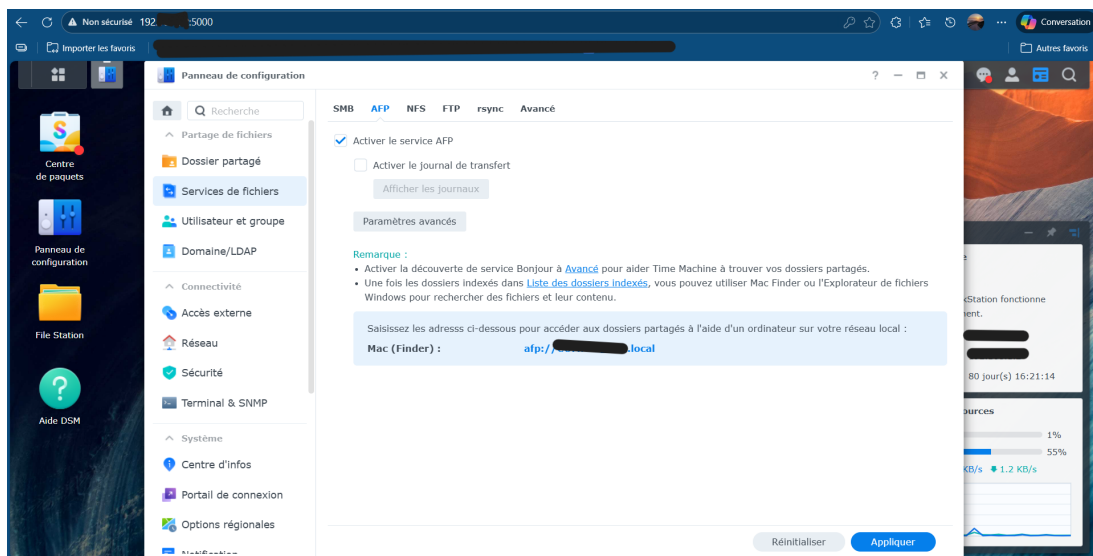 Non sécurisé 192. :5000
Conversation
Importer les favoris
Autres favoris
Panneau de configuration
Recherche
Partage de fichiers
Dossier partagé
Services de fichiers
Utilisateur et groupe
Domaine/LDAP
Connectivité
Accès externe
Réseau
Sécurité
Terminal & SNMP
Système
Centre d'infos
Portail de connexion
Options régionales
Notification
Centre
de paquets
Panneau de
configuration
File Station
Aide DSM
SMB AFP NFS FTP rsync Avancé
Activer le service AFP
Activer le journal de transfert
Afficher les journaux
Paramètres avancés
Remarque :
• Activer la découverte de service Bonjour à Avancé pour aider Time Machine à trouver vos dossiers partagés.
• Une fois les dossiers indexés dans Liste des dossiers indexés, vous pouvez utiliser Mac Finder ou l'Explorateur de fichiers
Windows pour rechercher des fichiers et leur contenu.
Saisissez les adresss ci-dessous pour accéder aux dossiers partagés à l'aide d'un ordinateur sur votre réseau local :
Mac (Finder) : afp:// .local
Réinitialiser Appliquer
Station fonctionne
80 jour(s) 16:21:14
ources
1%
55%
KB/s 1.2 KB/s